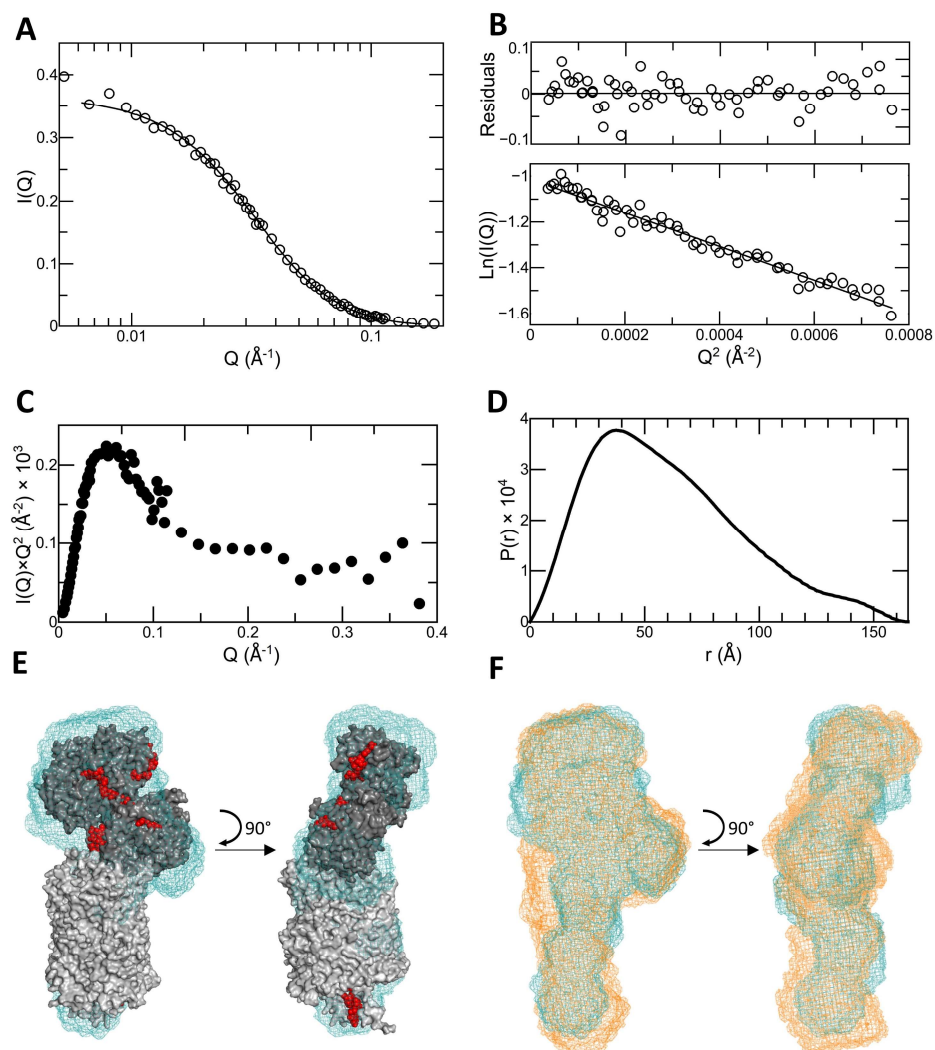 A
I(Q)
0.4
0.3
0.2
0.1
0
0.01
0.1
Q (Å⁻¹)
B
Residuals
0.1
0
−0.1
Ln(I(Q))
−1
−1.2
−1.4
−1.6
0
0.0002
0.0004
0.0006
0.0008
Q² (Å⁻²)
C
I(Q)×Q² (Å⁻²) × 10³
0.2
0.1
0
0
0.1
0.2
0.3
0.4
Q (Å⁻¹)
D
P(r) × 10⁴
4
3
2
1
0
0
50
100
150
r (Å)
E
90°
F
90°